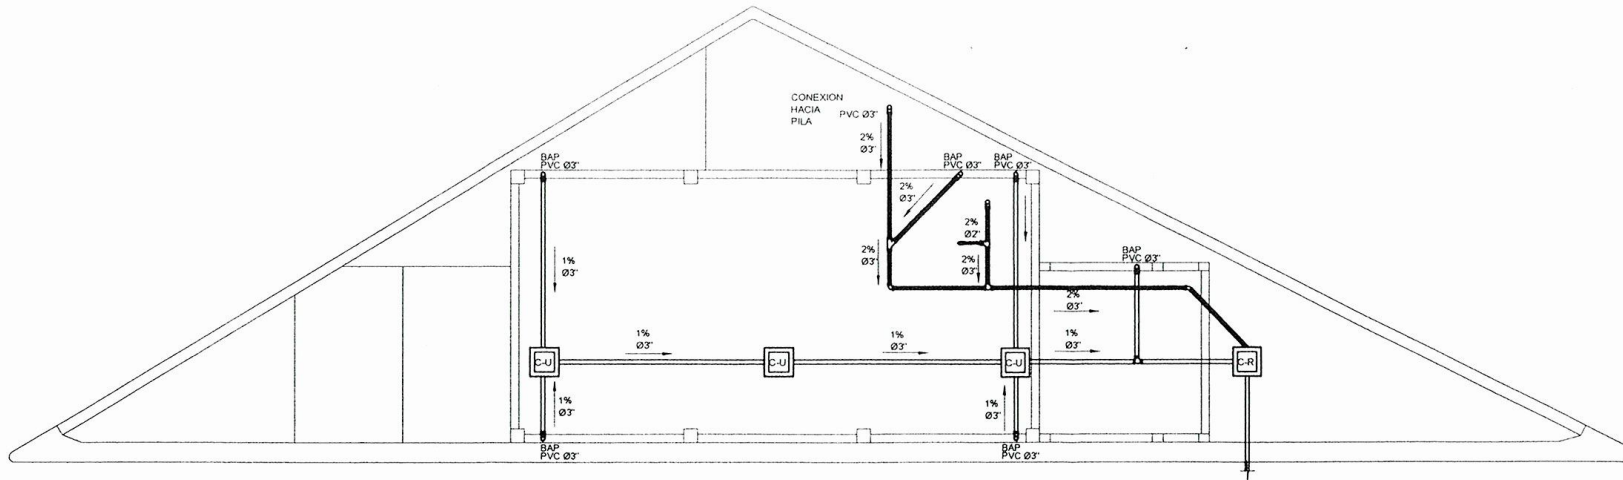 CONEXION
HACIA
PILA
PVC Ø3"
2%
Ø3"
BAP
PVC Ø3"
BAP
PVC Ø3"
BAP
PVC Ø3"
2%
Ø3"
2%
Ø2"
2%
Ø3"
2%
Ø3"
BAP
PVC Ø3"
1%
Ø3"
2%
Ø3"
1%
Ø3"
1%
Ø3"
1%
Ø3"
C-U
C-U
C-U
C-R
1%
Ø3"
1%
Ø3"
BAP
PVC Ø3"
BAP
PVC Ø3"